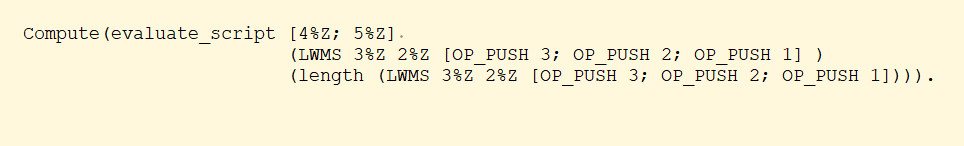 Compute(evaluate_script [4%Z; 5%Z].
(LWMS 3%Z 2%Z [OP_PUSH 3; OP_PUSH 2; OP_PUSH 1] )
(length (LWMS 3%Z 2%Z [OP_PUSH 3; OP_PUSH 2; OP_PUSH 1]))).